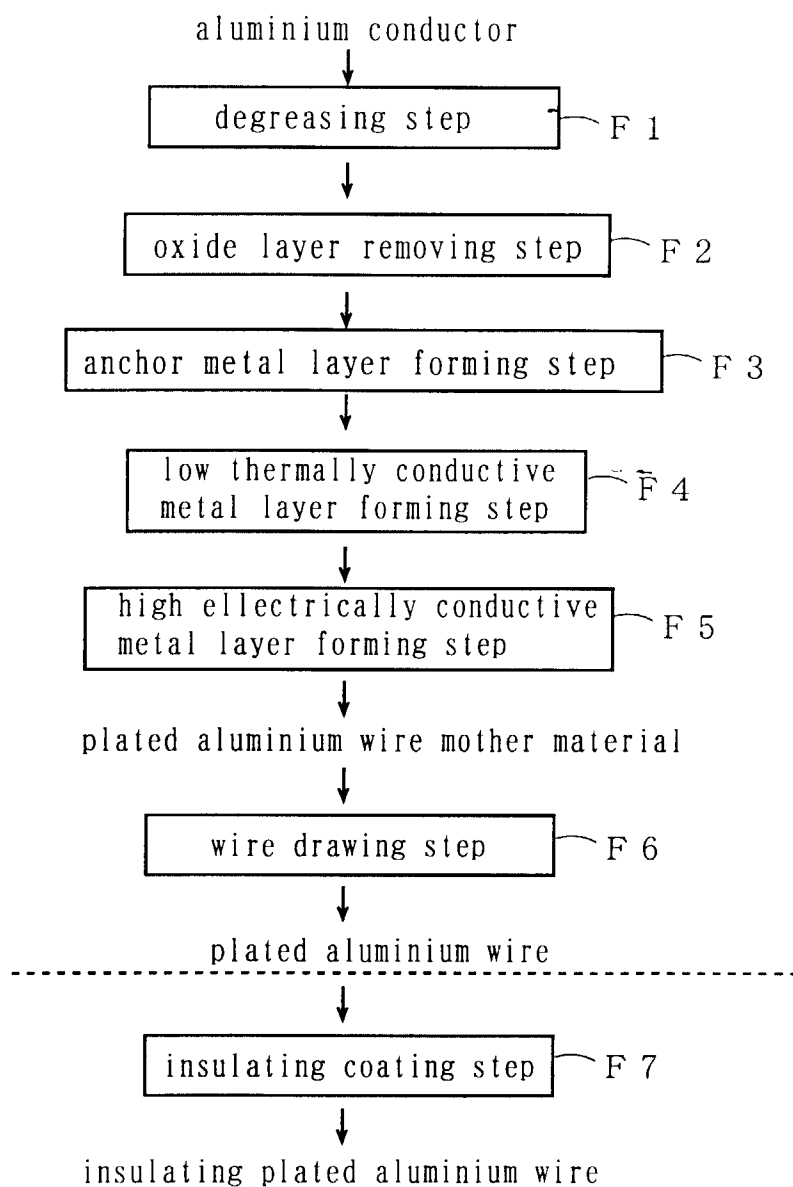 aluminium conductor
degreasing step F 1
oxide layer removing step F 2
anchor metal layer forming step F 3
low thermally conductive
metal layer forming step F 4
high ellectrically conductive
metal layer forming step F 5
plated aluminium wire mother material
wire drawing step F 6
plated aluminium wire
insulating coating step F 7
insulating plated aluminium wire